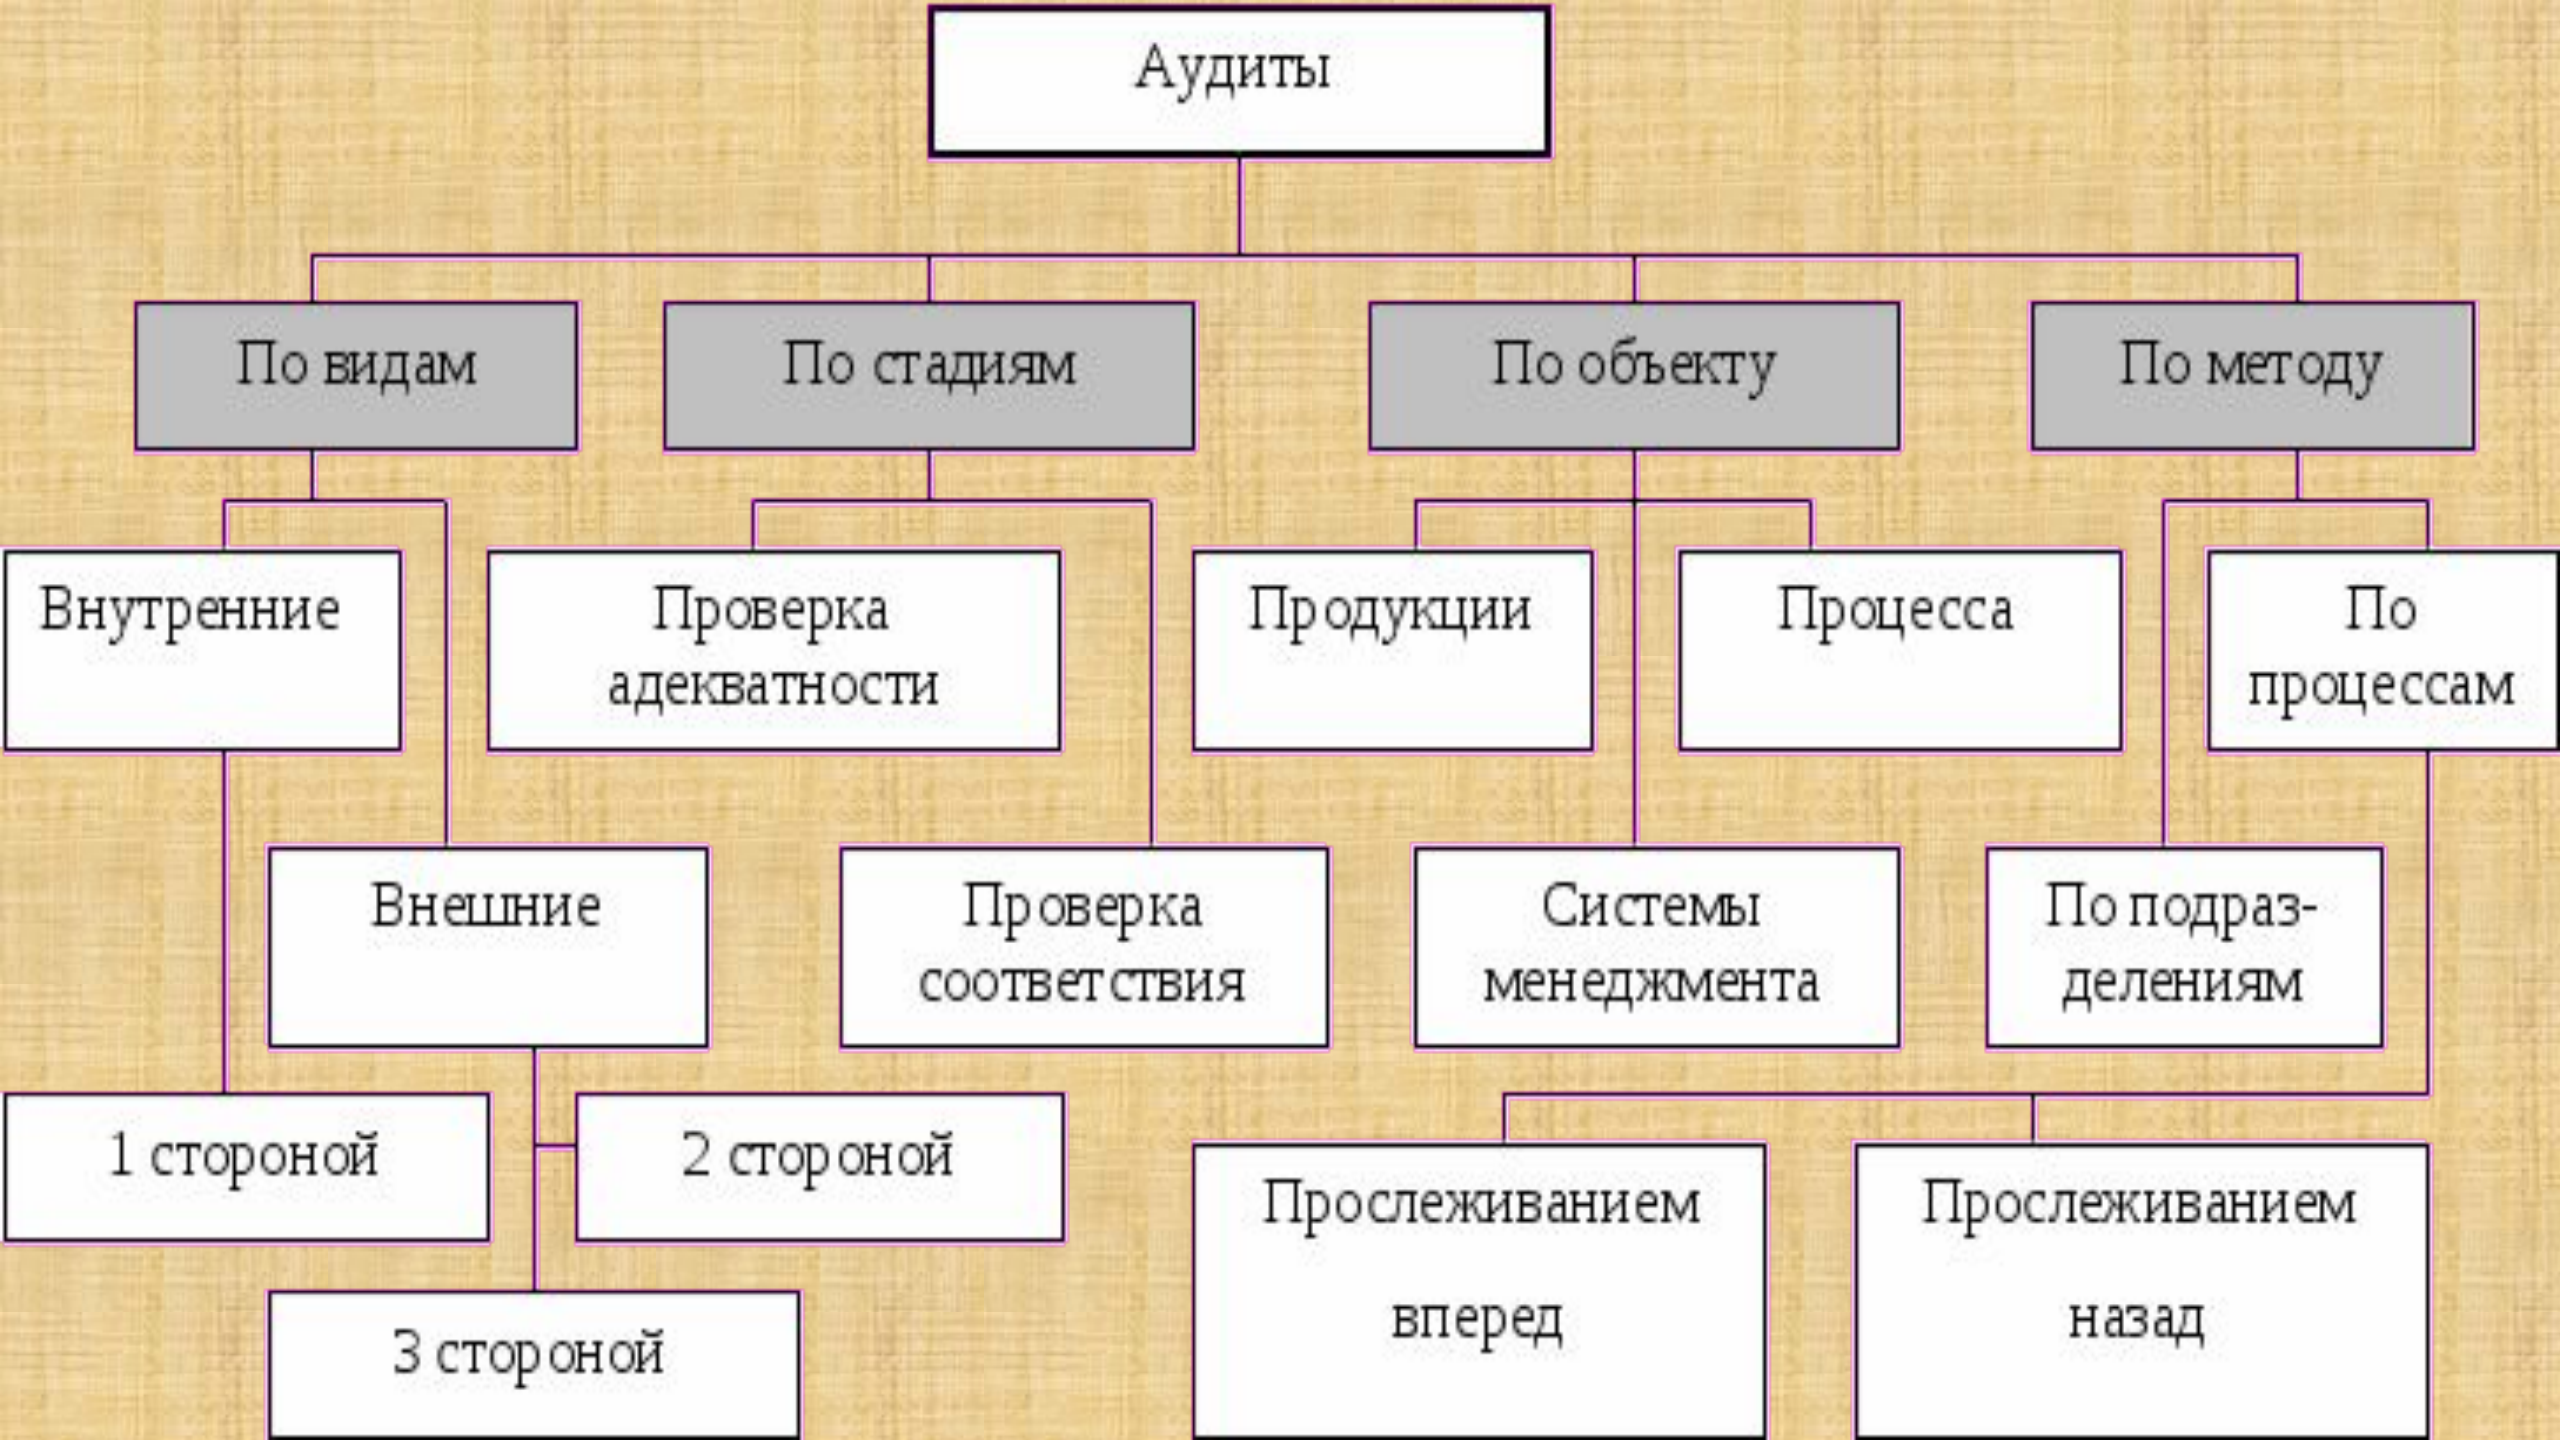 Аудиты
По видам
По стадиям
По объекту
По методу
Внутренние
Проверка
адекватности
Продукции
Процесса
По
процессам
Внешние
Проверка
соответствия
Системы
менеджмента
По подраз-
делениям
1 стороной
2 стороной
Прослеживанием
вперед
Прослеживанием
назад
3 стороной